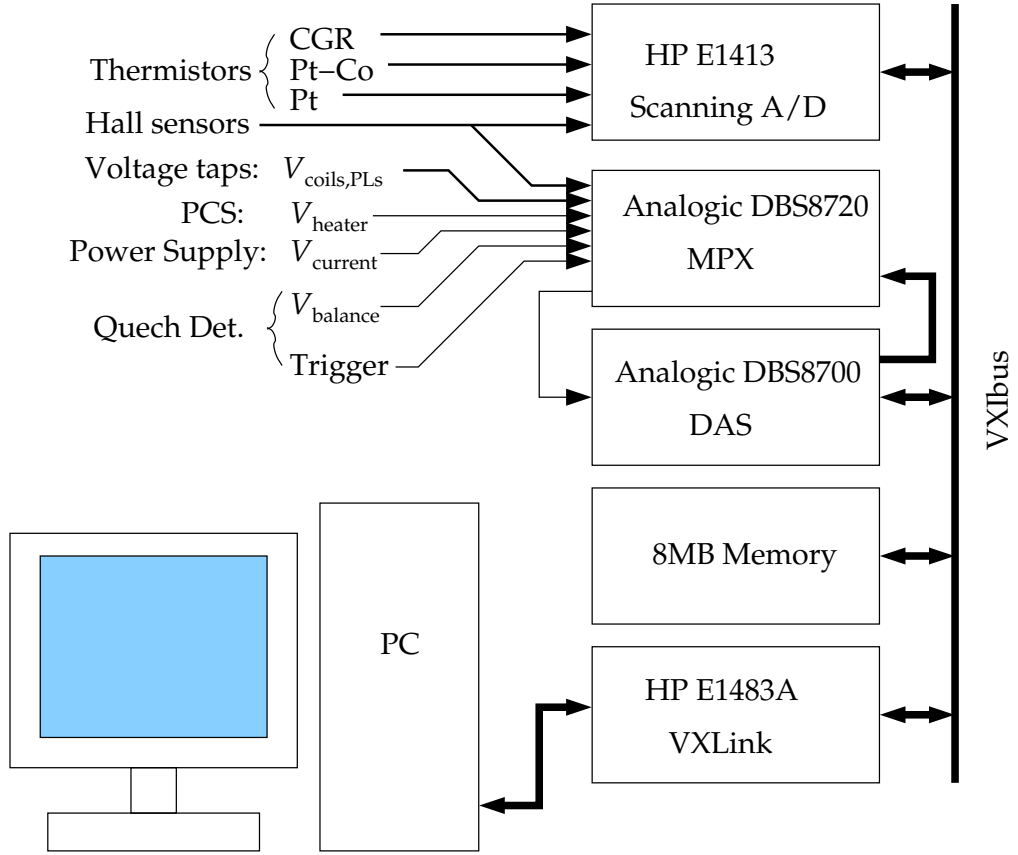 CGR
Thermistors { Pt–Co
Pt
Hall sensors
Voltage taps: Vcoils,PLs
PCS: Vheater
Power Supply: Vcurrent
Vbalance
Quech Det. {
Trigger
HP E1413
Scanning A/D
Analogic DBS8720
MPX
Analogic DBS8700
DAS
8MB Memory
HP E1483A
VXLink
VXIbus
PC